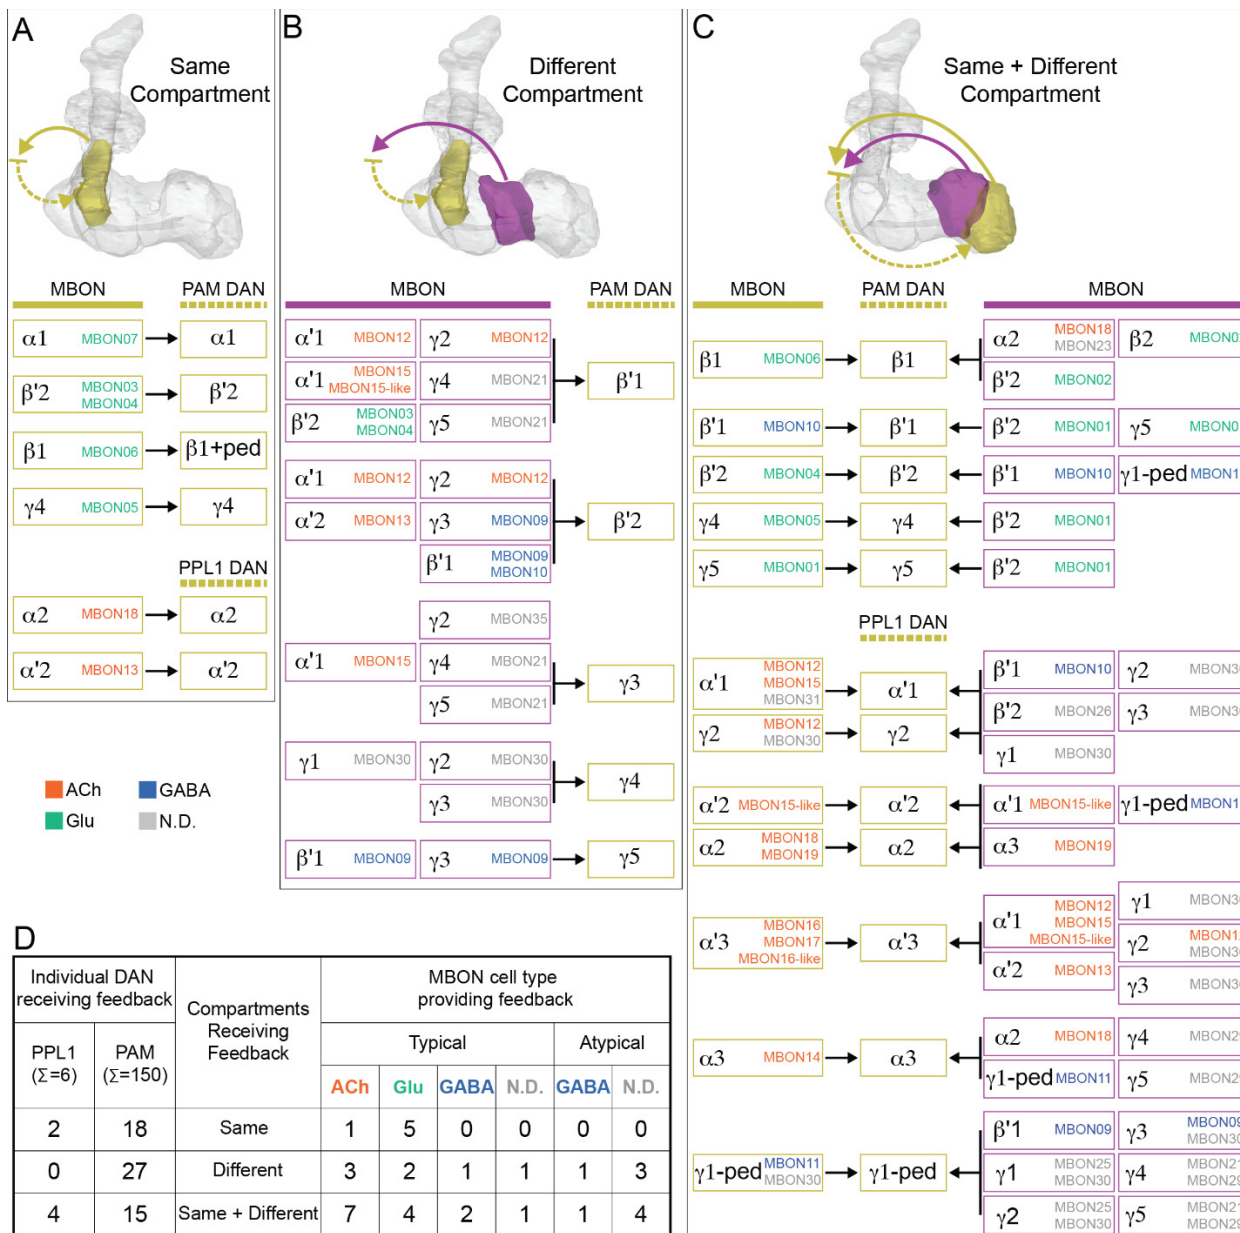 A
Same
Compartment
MBON PAM DAN
α1 MBON07 α1
β'2 MBON03 β'2
MBON04
β1 MBON06 β1+ped
γ4 MBON05 γ4
PPL1 DAN
α2 MBON18 α2
α'2 MBON13 α'2
ACh GABA
Glu N.D.
B
Different
Compartment
MBON PAM DAN
α'1 MBON12 γ2 MBON12
α'1 MBON15 γ4 MBON21 β'1
MBON15-like
β'2 MBON03 γ5 MBON21
MBON04
α'1 MBON12 γ2 MBON12
α'2 MBON13 γ3 MBON09 β'2
β'1 MBON09
MBON10
γ2 MBON35
α'1 MBON15 γ4 MBON21 γ3
γ5 MBON21
γ1 MBON30 γ2 MBON30 γ4
γ3 MBON30
β'1 MBON09 γ3 MBON09 γ5
C
Same + Different
Compartment
MBON PAM DAN MBON
β1 MBON06 β1 α2 MBON18 β2
MBON23
β'2 MBON02
β'1 MBON10 β'1 β'2 MBON01 γ5
β'2 MBON04 β'2 β'1 MBON10 γ1-ped
γ4 MBON05 γ4 β'2 MBON01
γ5 MBON01 γ5 β'2 MBON01
PPL1 DAN
α'1 MBON12 α'1 β'1 MBON10 γ2
MBON15
MBON31 β'2 MBON26 γ3
γ2 MBON12 γ2
MBON30 γ1 MBON30
α'2 MBON15-like α'2 α'1 MBON15-like γ1-ped
α2 MBON18 α2 α3 MBON19
MBON19
α'3 MBON16 α'3 α'1 MBON12 γ1
MBON17 MBON15
MBON16-like MBON15-like γ2
α'2 MBON13 γ3
α3 MBON14 α3 α2 MBON18 γ4
γ1-ped MBON11 γ5
γ1-ped MBON11 γ1-ped β'1 MBON09 γ3
MBON30
γ1 MBON25 γ4
MBON30
γ2 MBON25 γ5
MBON30
D
Individual DAN
receiving feedback
Compartments
Receiving
Feedback
MBON cell type
providing feedback
PPL1 PAM Typical Atypical
(Σ=6) (Σ=150)
ACh Glu GABA N.D. GABA N.D.
2 18 Same 1 5 0 0 0 0
0 27 Different 3 2 1 1 1 3
4 15 Same + Different 7 4 2 1 1 4